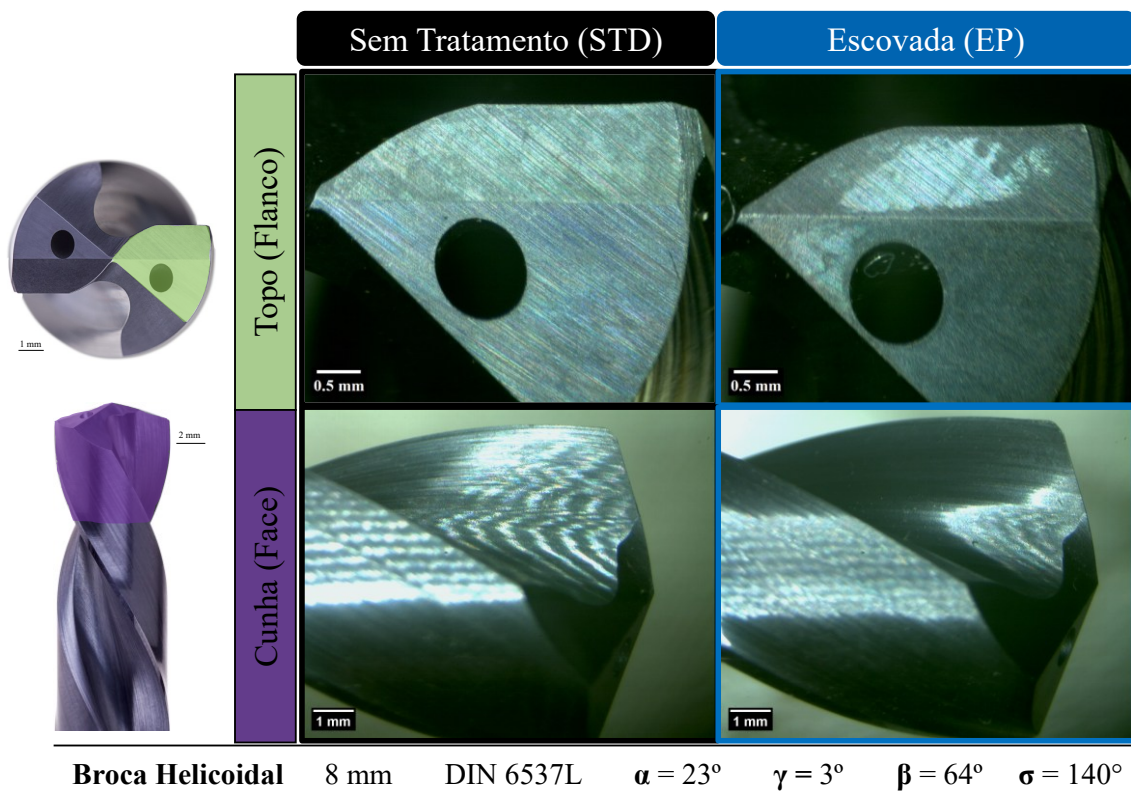 Sem Tratamento (STD)
Escovada (EP)
Topo (Flanco)
1 mm
0.5 mm
0.5 mm
Cunha (Face)
2 mm
1 mm
1 mm
Broca Helicoidal 8 mm DIN 6537L α = 23º γ = 3º β = 64º σ = 140°